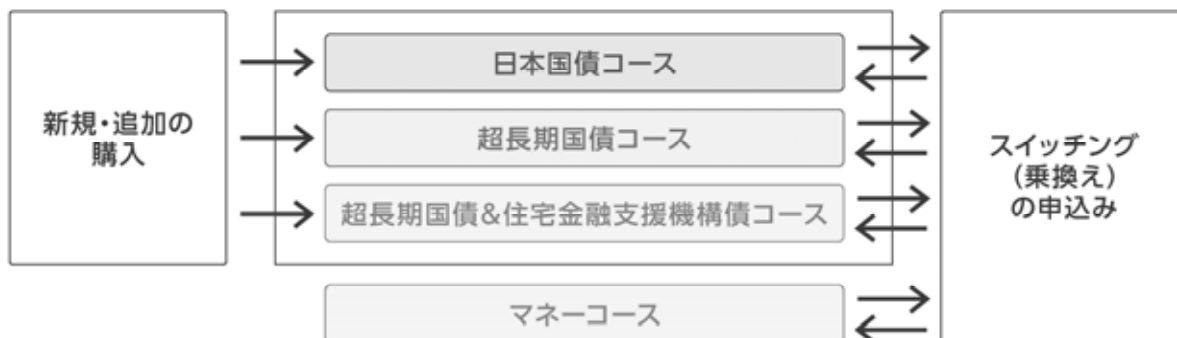 新規・追加の
購入
日本国債コース
超長期国債コース
超長期国債&住宅金融支援機構債コース
マネーコース
スイッチング
(乗換え)
の申込み